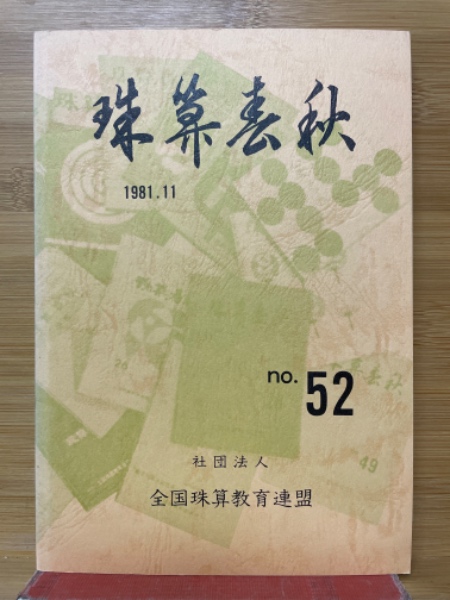 珠算春秋
1981.11
no. 52
49
社団法人
全国珠算教育連盟